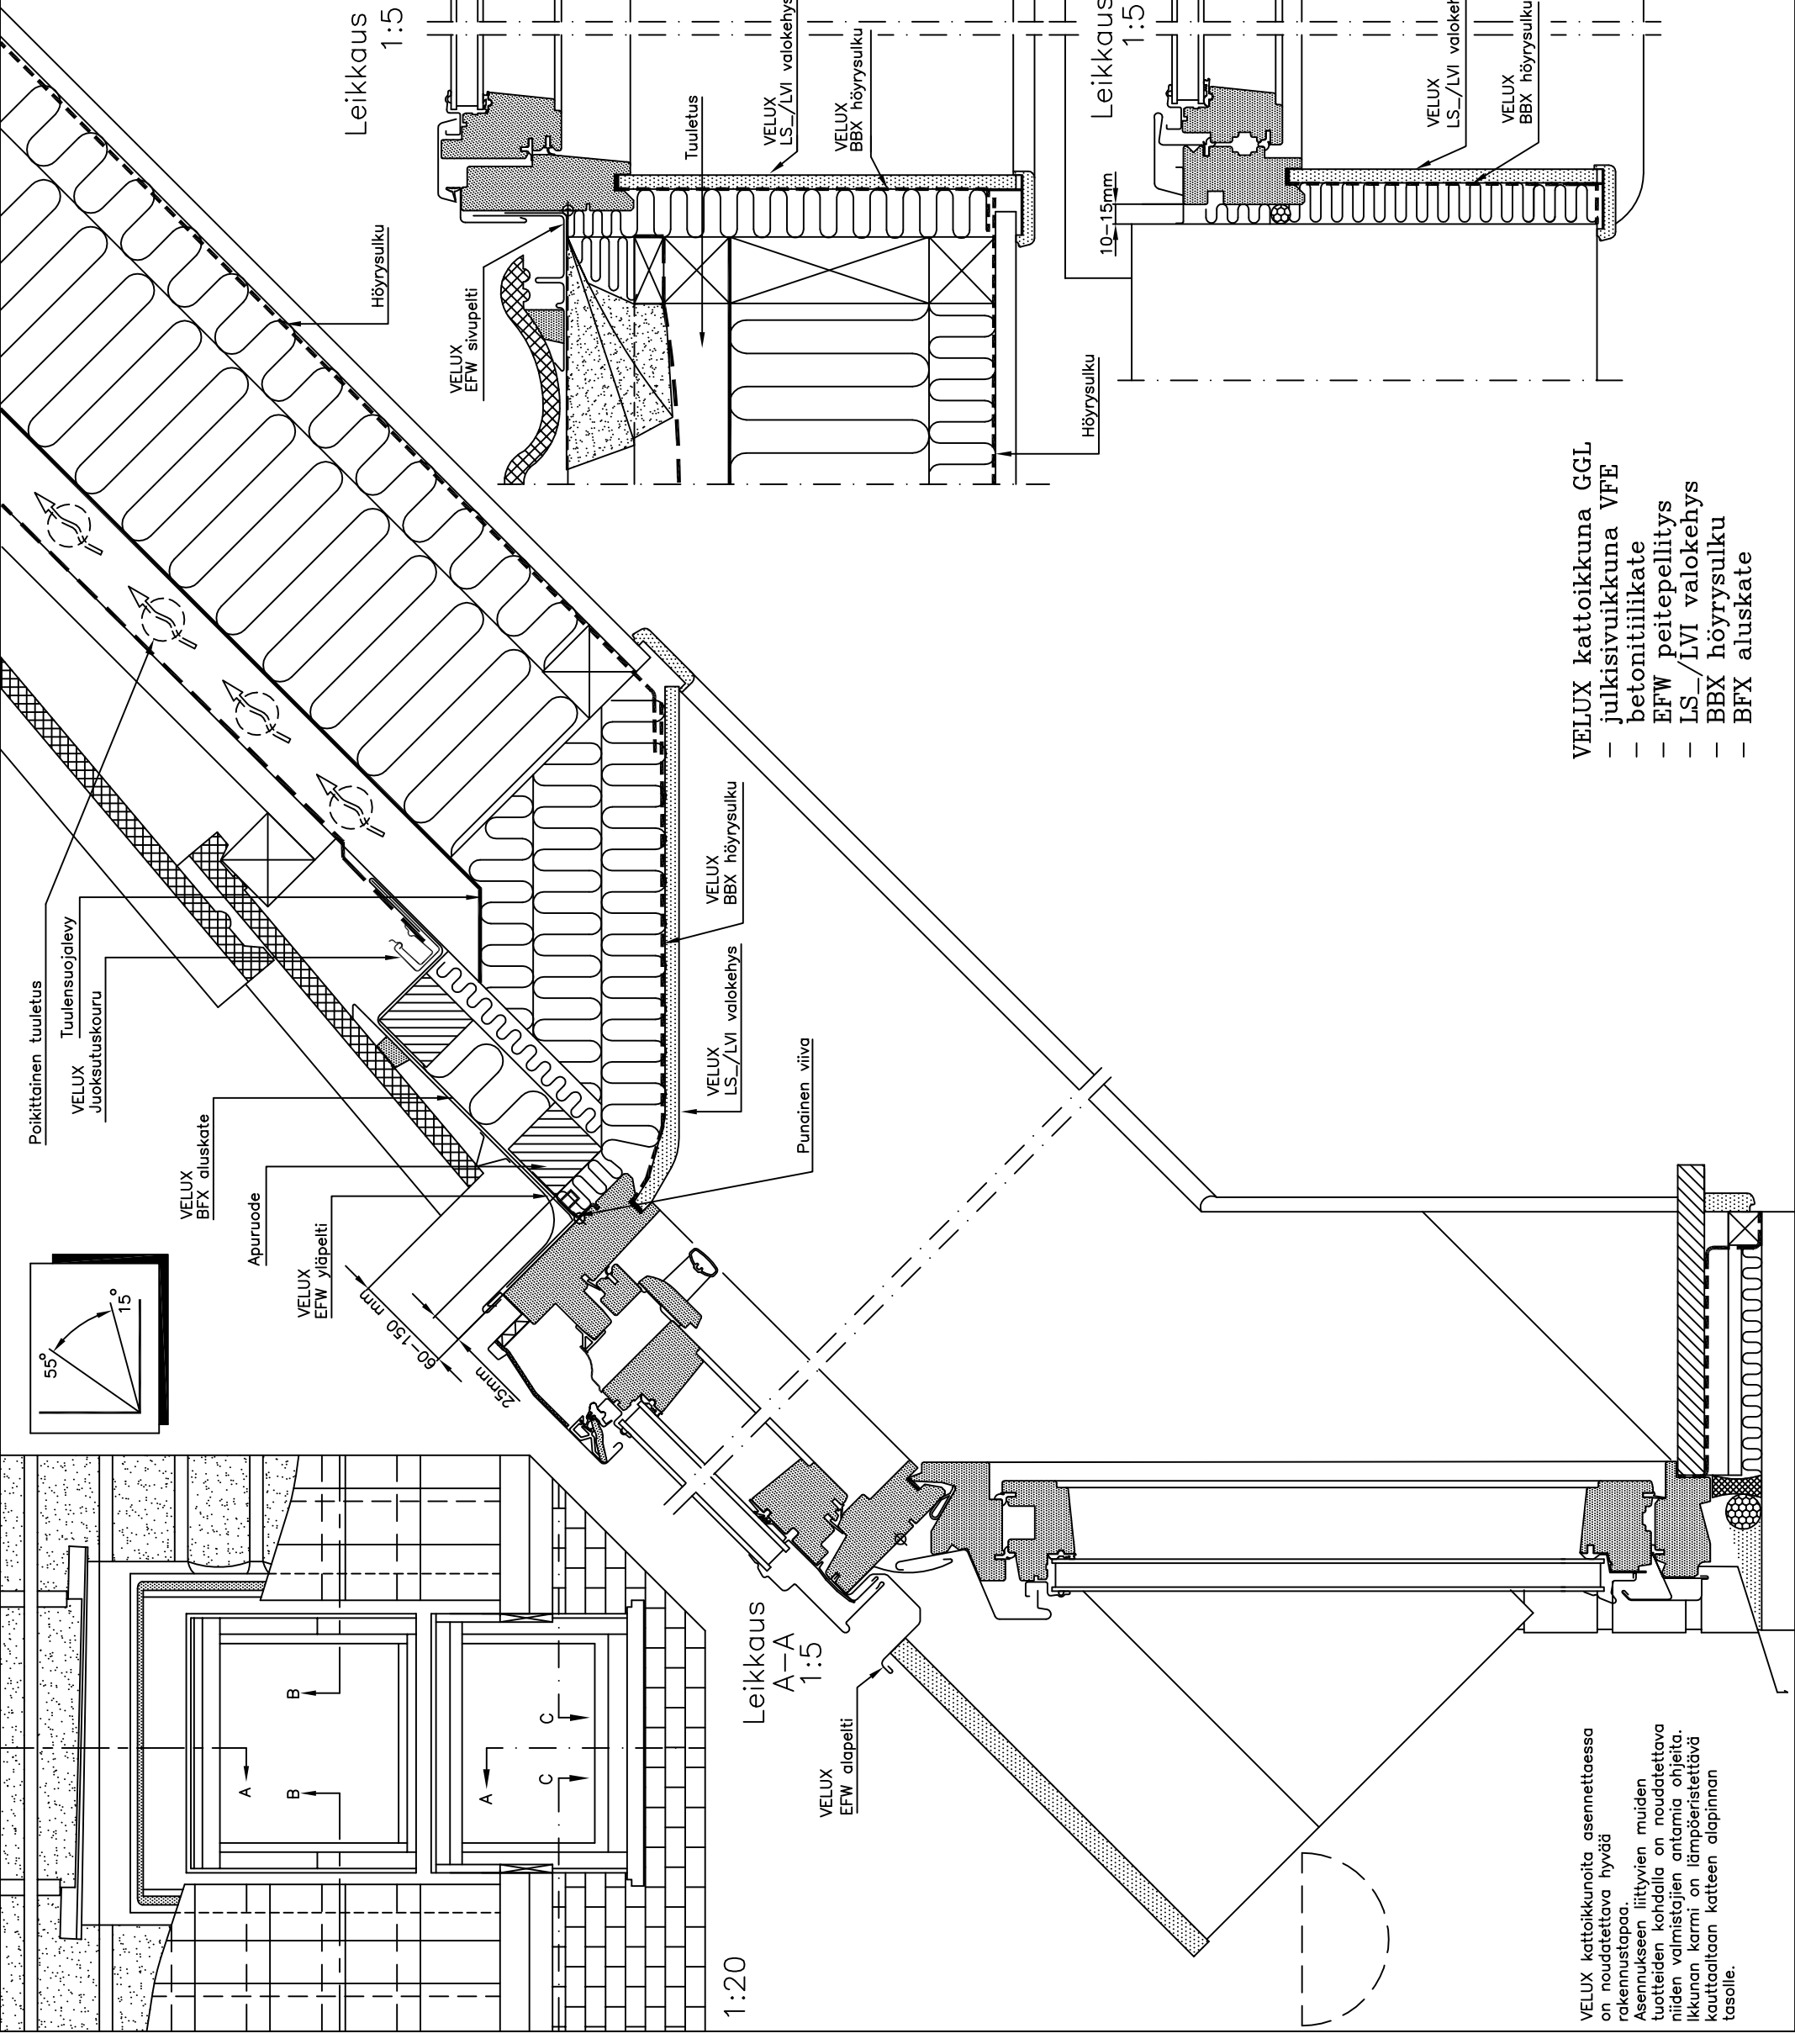 Leikkaus
1:5
Leikkaus
1:5
Poikittainen tuuletus
Tuulensuojalevy
VELUX
Juoksutuskouru
VELUX
BFX aluskate
Apuruode
VELUX
EFW yläpelti
60-150 mm
25mm
55°
15°
Höyrysulku
VELUX
EFW sivupelti
Tuuletus
VELUX
LS_/LVI valokehys
VELUX
BBX höyrysulku
Höyrysulku
10-15mm
VELUX
BBX höyrysulku
VELUX
BBX höyrysulku
VELUX
LS_/LVI valokehys
Punainen viiva
A
A
B
B
C
C
1:20
Leikkaus
A-A
1:5
VELUX
EFW alapelti
VELUX kattoikkuna GGL
- julkisivuikkuna VFE
- betonitiilikate
- EFW peitepellitys
- LS_/LVI valokehys
- BBX höyrysulku
- BFX aluskate
VELUX kattoikkunoita asennettaessa
on noudatettava hyvää
rakennustapaa.
Asennukseen liittyvien muiden
tuotteiden kohdalla on noudatettava
niiden valmistajien antamia ohjeita.
Ikkunan karmi on lämpöeristettävä
kauttaaltaan katteen alapinnan
tasolle.